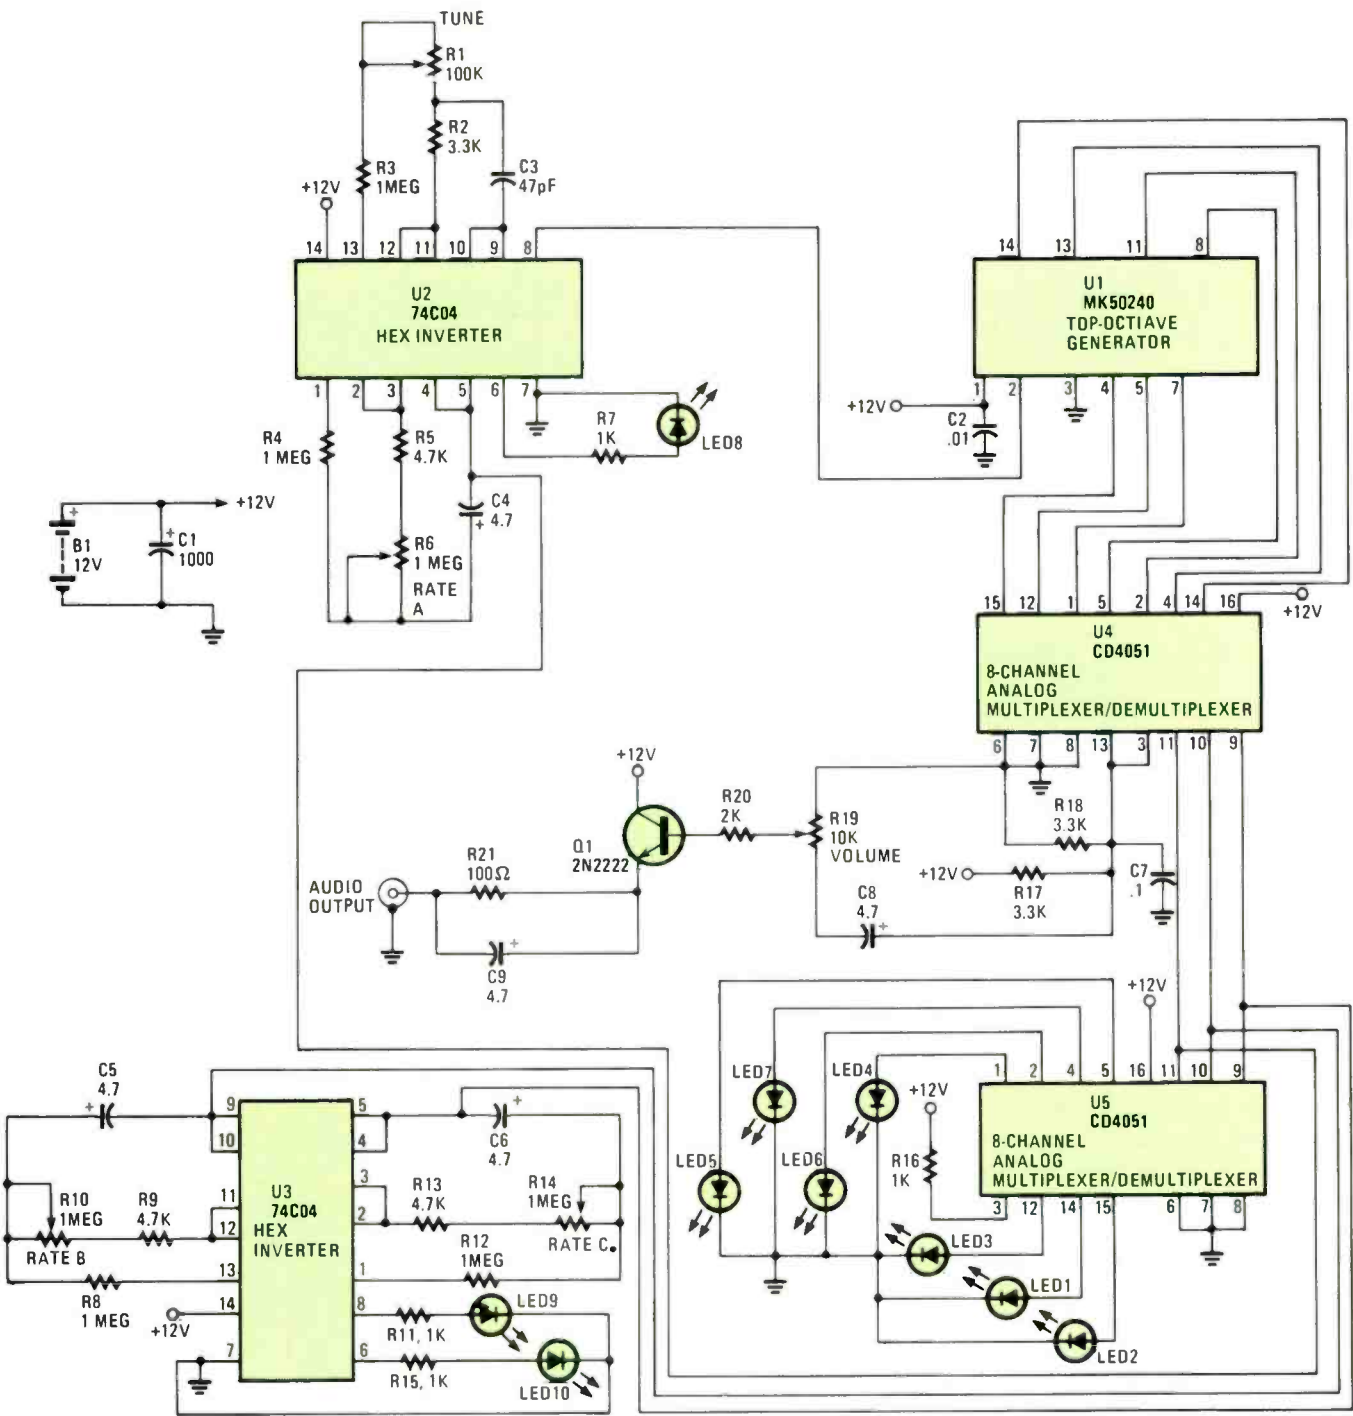 TUNE
R1
100K
R2
3.3K
C3
47pF
R3
1MEG
+12V
14 13 12 11 10 9 8
U2
74C04
HEX INVERTER
1 2 3 4 5 6 7
R4
1 MEG
R5
4.7K
R6
1 MEG
RATE
A
C4
4.7
+
R7
1K
LED8
14 13 11 8
U1
MK50240
TOP-OCTIAVE
GENERATOR
1 2 3 4 5 7
+12V
C2
.01
+
B1
12V
+
C1
1000
+12V
15 12 1 5 2 4 14 16
+12V
U4
CD4051
8-CHANNEL
ANALOG
MULTIPLEXER/DEMULTIPLEXER
6 7 8 13 3 11 10 9
+12V
Q1
2N2222
R20
2K
R19
10K
VOLUME
R18
3.3K
+12V
R17
3.3K
C7
.1
C8
4.7
+
R21
100Ω
AUDIO
OUTPUT
C9
4.7
+
+12V
1 2 4 5 16 11 10 9
U5
CD4051
8-CHANNEL
ANALOG
MULTIPLEXER/DEMULTIPLEXER
3 12 14 15 6 7 8
+12V
R16
1K
LED7
LED4
LED5
LED6
LED3
LED1
LED2
C5
4.7
+
9
10
11
12
13
14
7
U3
74C04
HEX
INVERTER
5
4
3
2
1
8
6
R10
1MEG
RATE B
R9
4.7K
R8
1 MEG
+12V
C6
4.7
+
R13
4.7K
R14
1MEG
RATE C.
R12
1MEG
LED9
R11, 1K
R15, 1K
LED10